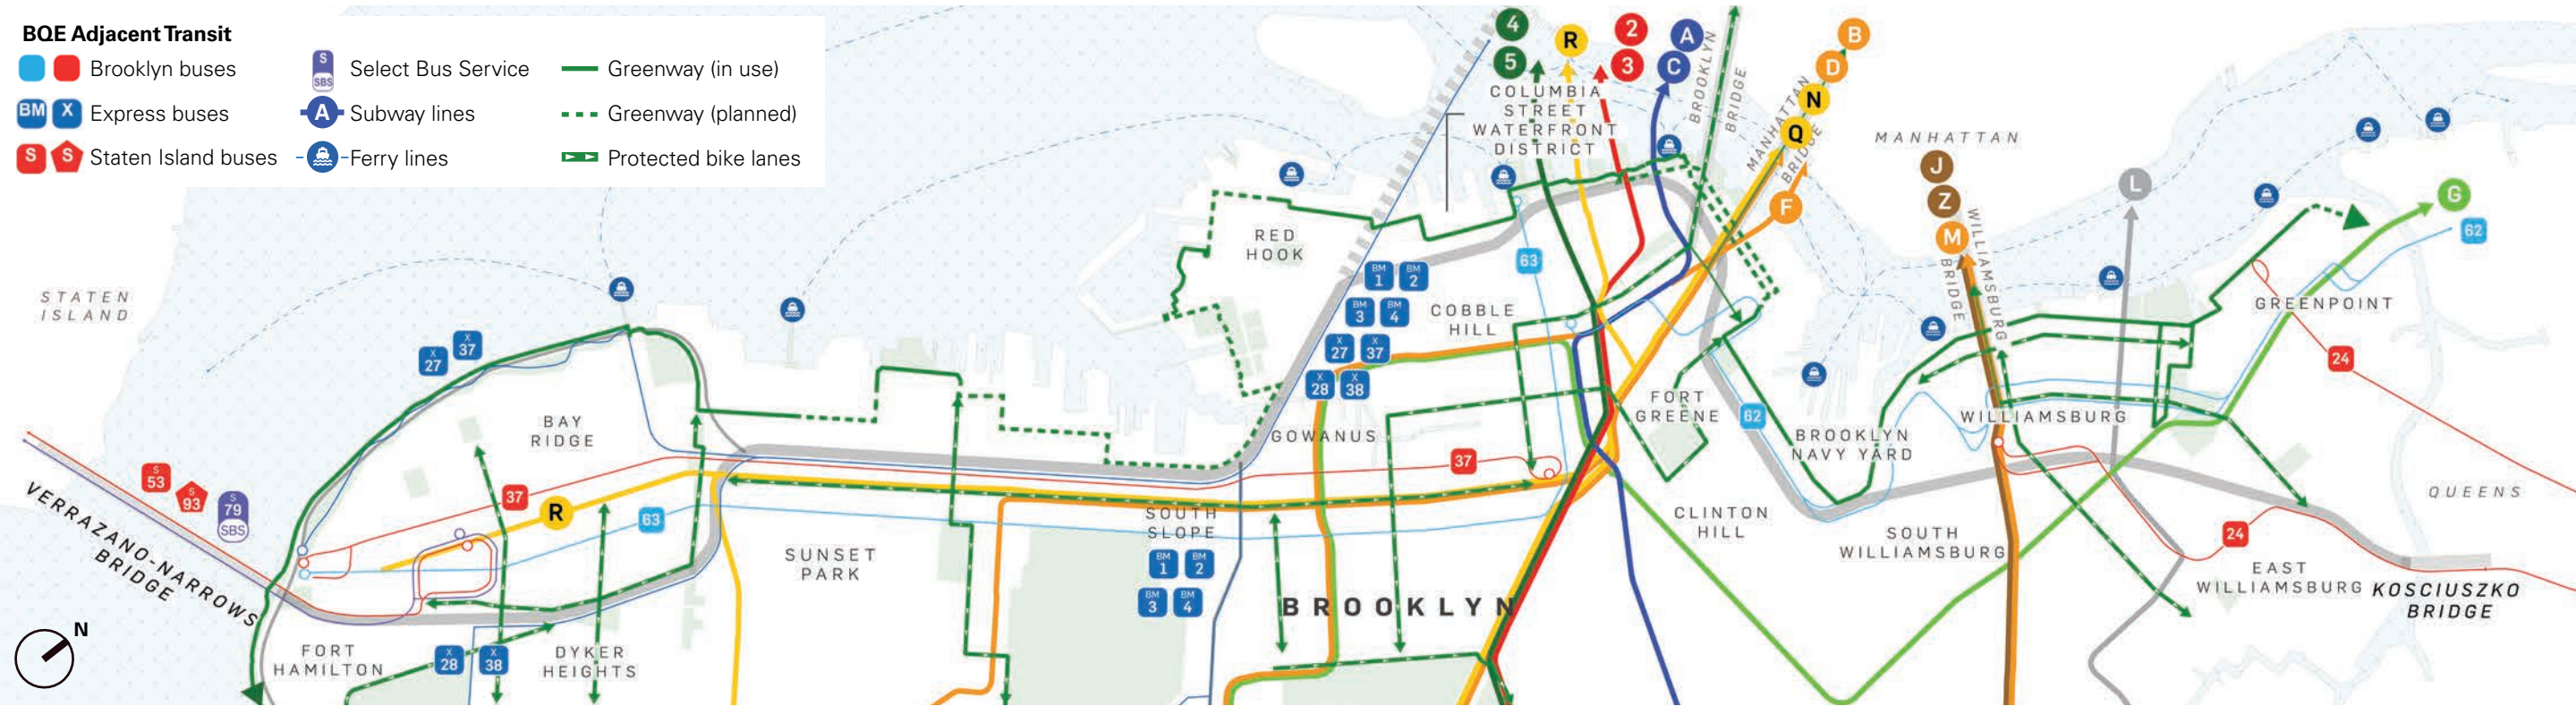 BQE Adjacent Transit
Brooklyn buses
BM X Express buses
S S Staten Island buses
S SBS Select Bus Service
A Subway lines
Ferry lines
Greenway (in use)
Greenway (planned)
Protected bike lanes
4
5
R
2
3
A
C
B
D
N
Q
F
COLUMBIA
STREET
WATERFRONT
DISTRICT
BROOKLYN
BRIDGE
MANHATTAN
BRIDGE
MANHATTAN
J
Z
M
WILLIAMSBURG
BRIDGE
L
G
62
STATEN
ISLAND
RED
HOOK
63
BM 1
BM 2
BM 3
BM 4
X 27
X 37
X 28
X 38
COBBLE
HILL
GREENPOINT
24
X 27
X 37
BAY
RIDGE
GOWANUS
FORT
GREENE
62
BROOKLYN
NAVY YARD
WILLIAMSBURG
S 53
S 93
S 79 SBS
37
R
63
37
VERRAZANO-NARROWS
BRIDGE
SUNSET
PARK
SOUTH
SLOPE
BM 1
BM 2
BM 3
BM 4
CLINTON
HILL
SOUTH
WILLIAMSBURG
24
QUEENS
EAST
WILLIAMSBURG
KOSCIUSZKO
BRIDGE
BROOKLYN
N
FORT
HAMILTON
X 28
X 38
DYKER
HEIGHTS